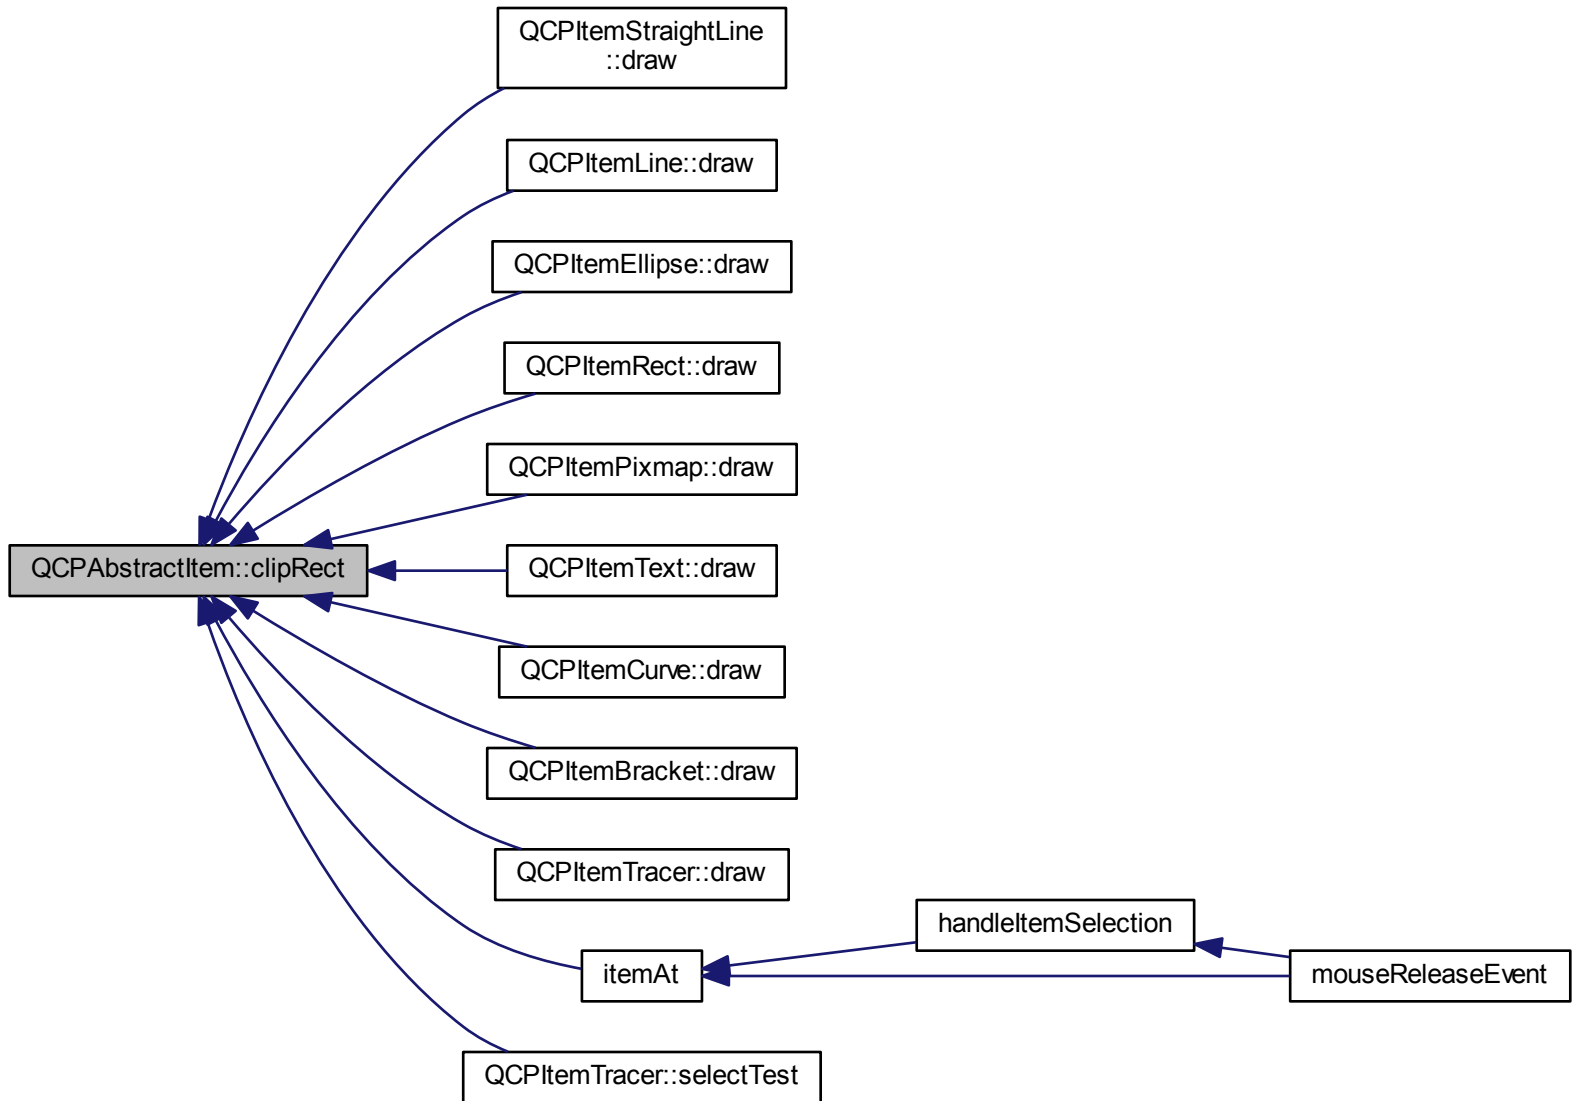 QCPItemStraightLine
::draw
QCPItemLine::draw
QCPItemEllipse::draw
QCPItemRect::draw
QCPItemPixmap::draw
QCPAbstractItem::clipRect
QCPItemText::draw
QCPItemCurve::draw
QCPItemBracket::draw
QCPItemTracer::draw
handleItemSelection
itemAt
mouseReleaseEvent
QCPItemTracer::selectTest